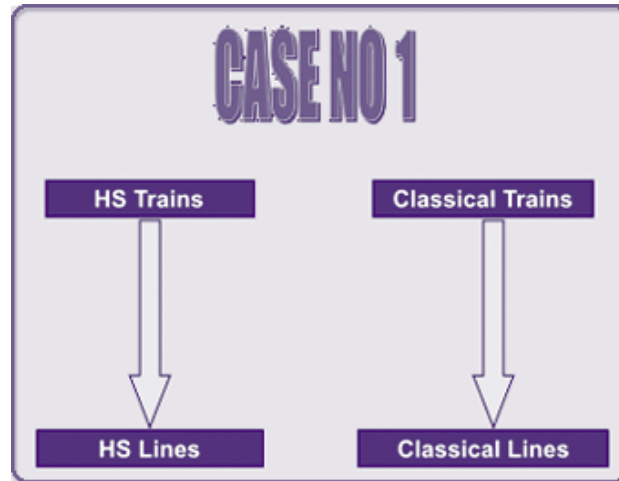 CASE NO 1
HS Trains
Classical Trains
HS Lines
Classical Lines